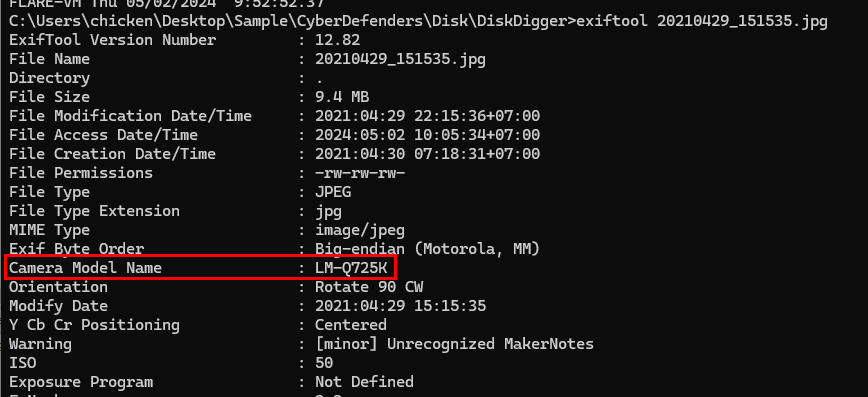 FLARE-VM Thu 05/02/2024  9:52:52.37
C:\Users\chicken\Desktop\Sample\CyberDefenders\Disk\DiskDigger>exiftool 20210429_151535.jpg
ExifTool Version Number : 12.82
File Name : 20210429_151535.jpg
Directory : .
File Size : 9.4 MB
File Modification Date/Time : 2021:04:29 22:15:36+07:00
File Access Date/Time : 2024:05:02 10:05:34+07:00
File Creation Date/Time : 2021:04:30 07:18:31+07:00
File Permissions : -rw-rw-rw-
File Type : JPEG
File Type Extension : jpg
MIME Type : image/jpeg
Exif Byte Order : Big-endian (Motorola, MM)
Camera Model Name : LM-Q725K
Orientation : Rotate 90 CW
Modify Date : 2021:04:29 15:15:35
Y Cb Cr Positioning : Centered
Warning : [minor] Unrecognized MakerNotes
ISO : 50
Exposure Program : Not Defined